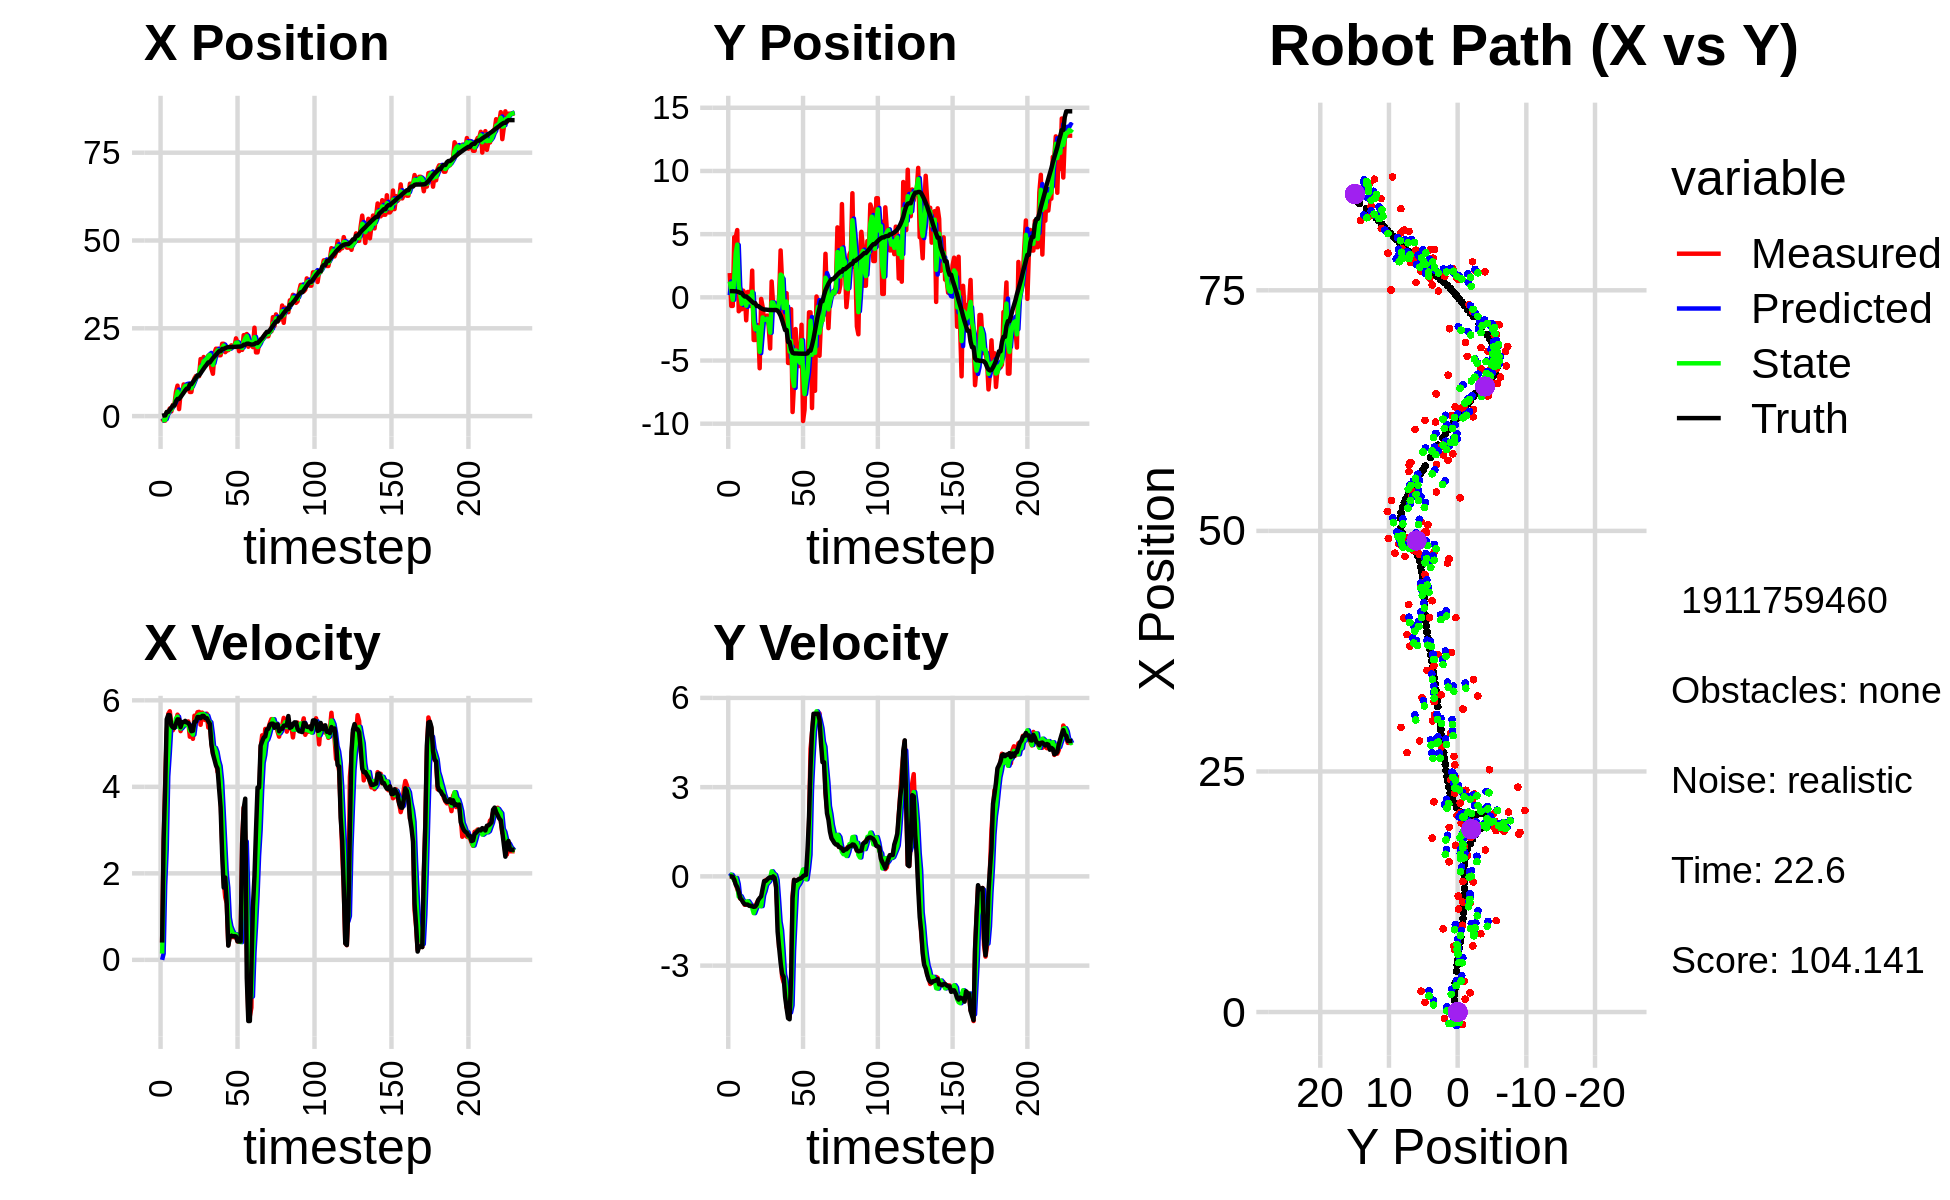 X Position
75
50
25
0
0
50
100
150
200
timestep
Y Position
15
10
5
0
-5
-10
0
50
100
150
200
timestep
X Velocity
6
4
2
0
0
50
100
150
200
timestep
Y Velocity
6
3
0
-3
0
50
100
150
200
timestep
Robot Path (X vs Y)
X Position
75
50
25
0
20 10 0 -10 -20
Y Position
variable
Measured
Predicted
State
Truth
1911759460
Obstacles: none
Noise: realistic
Time: 22.6
Score: 104.141